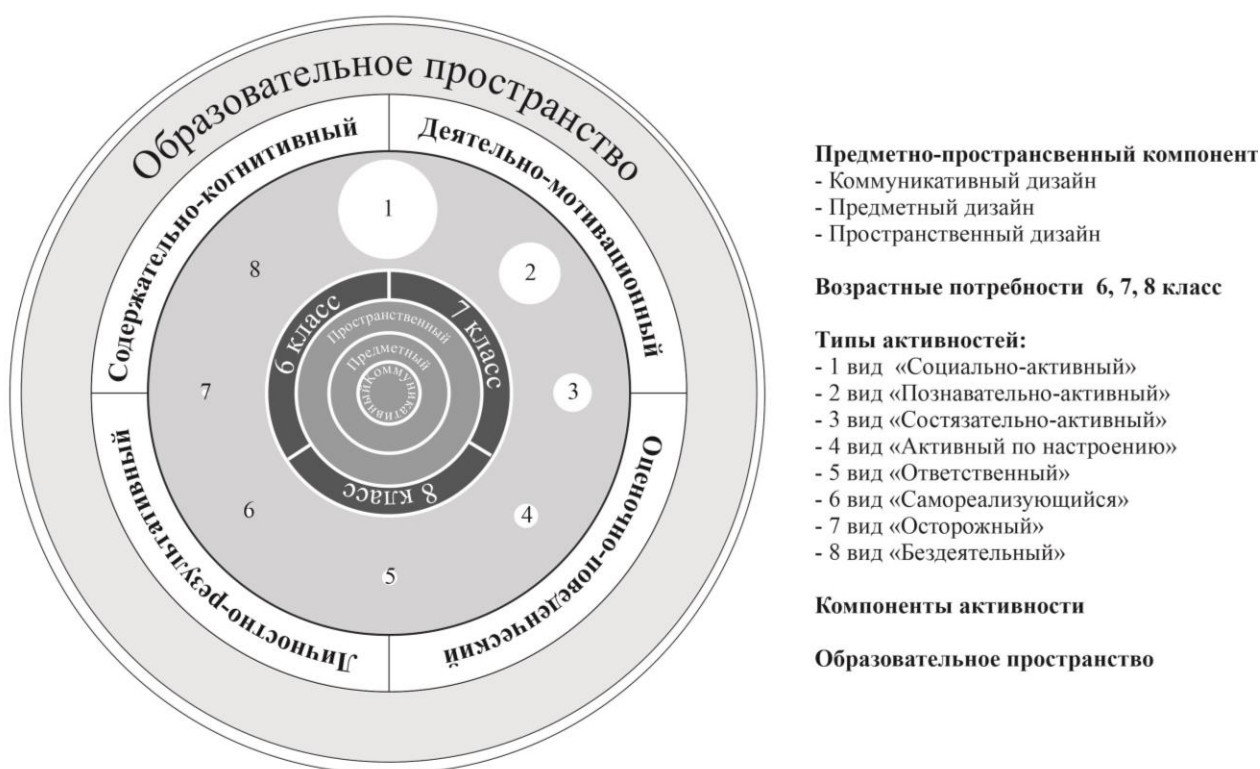 Образовательное пространство
Содержательно-когнитивный
Деятельно-мотивационный
Оценочно-поведенческий
Личностно-результативный
1
2
3
4
5
6
7
8
6 класс
7 класс
8 класс
Пространственный
Предметный
Коммуникативный
Предметно-пространсвенный компонент
- Коммуникативный дизайн
- Предметный дизайн
- Пространственный дизайн
Возрастные потребности 6, 7, 8 класс
Типы активностей:
- 1 вид «Социально-активный»
- 2 вид «Познавательно-активный»
- 3 вид «Состязательно-активный»
- 4 вид «Активный по настроению»
- 5 вид «Ответственный»
- 6 вид «Самореализующийся»
- 7 вид «Осторожный»
- 8 вид «Бездеятельный»
Компоненты активности
Образовательное пространство